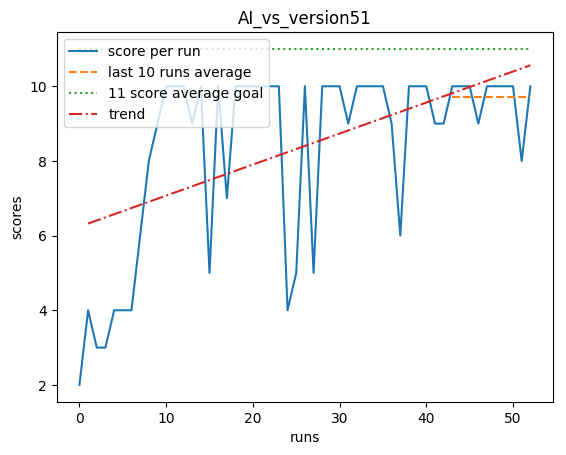 AI_vs_version51
score per run
last 10 runs average
11 score average goal
trend
10
8
6
4
2
scores
0 10 20 30 40 50
runs